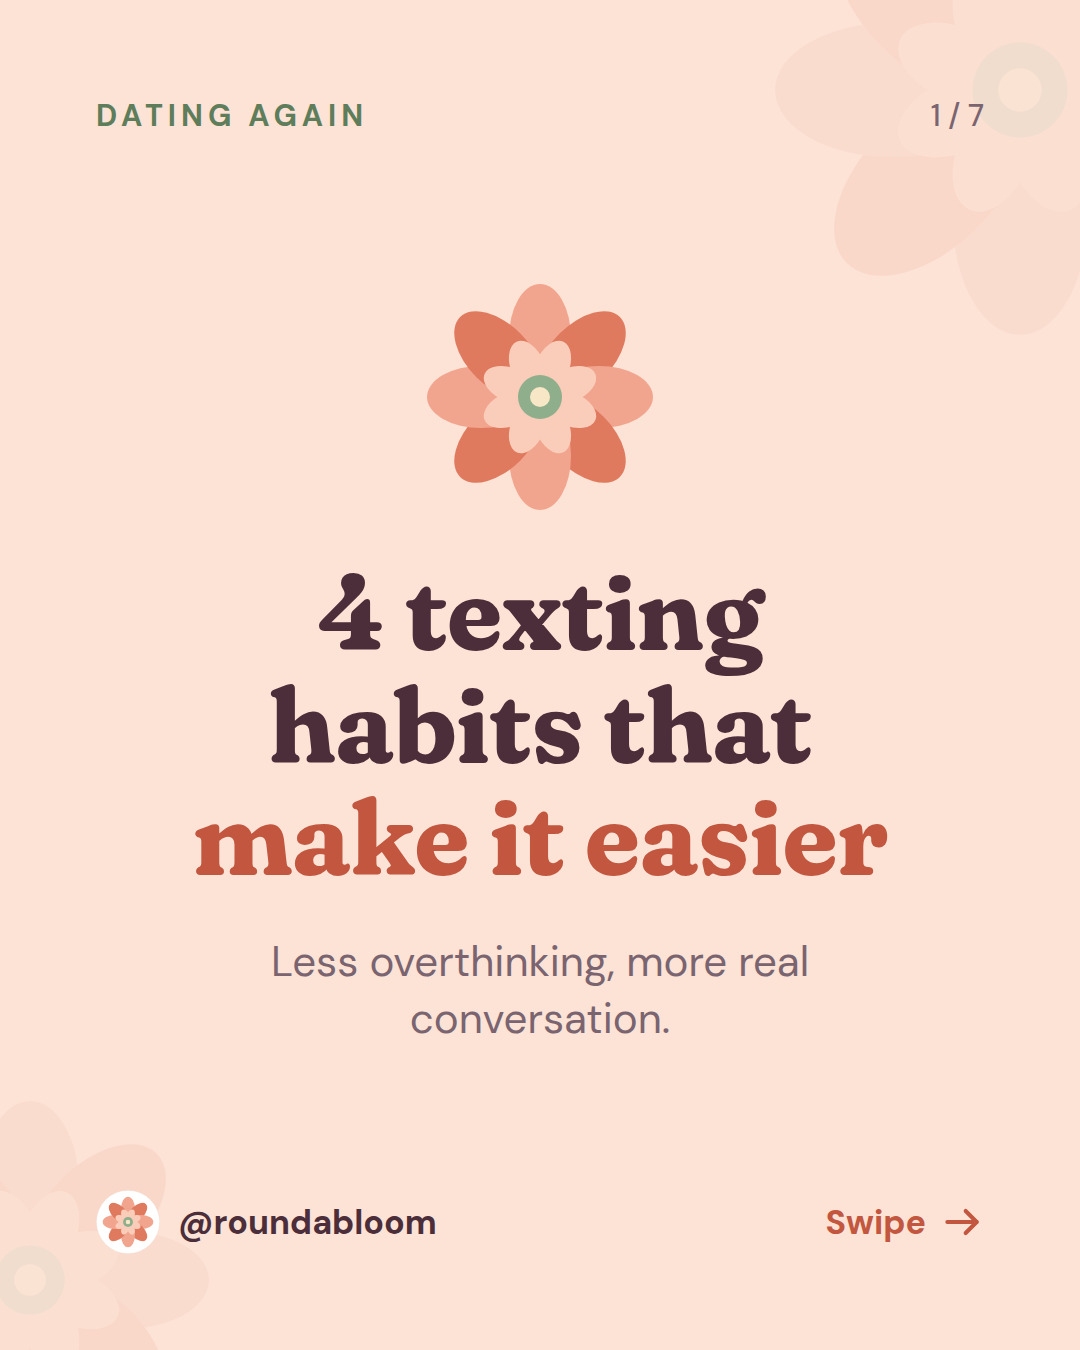 DATING AGAIN
1 / 7
4 texting
habits that
make it easier
Less overthinking, more real
conversation.
@roundabloom
Swipe →